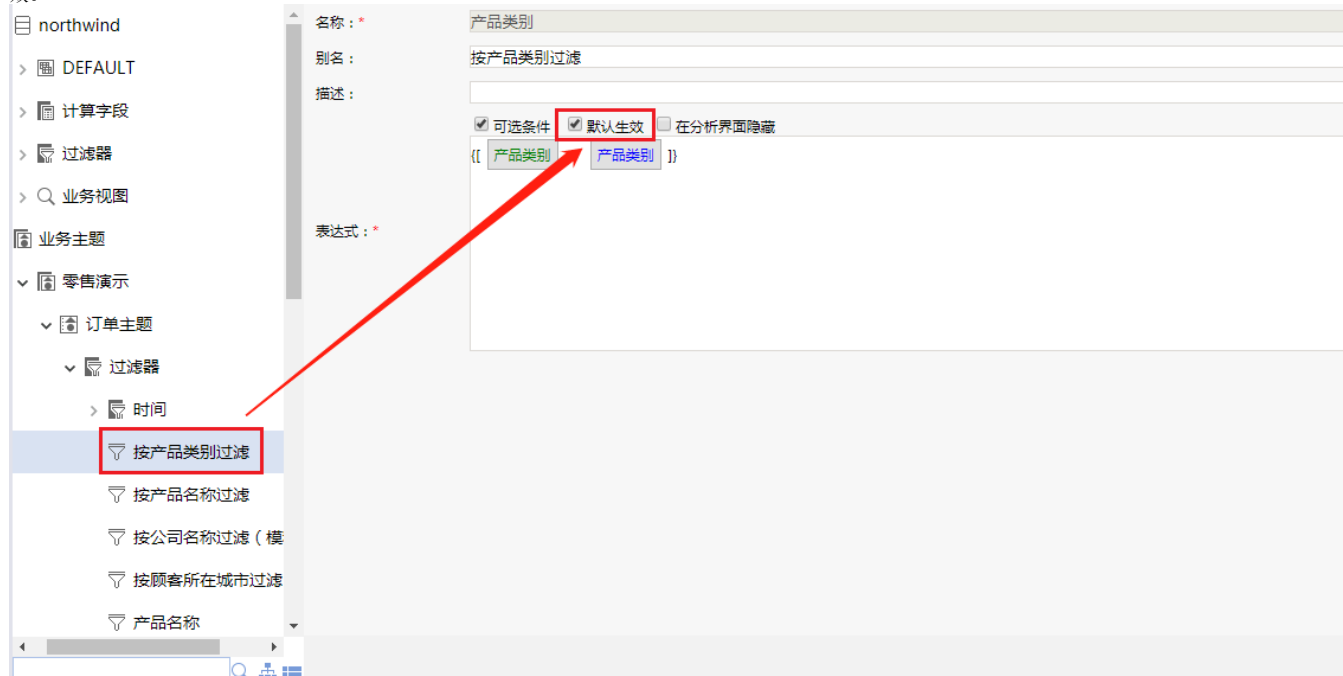 northwind
DEFAULT
计算字段
过滤器
业务视图
业务主题
零售演示
订单主题
过滤器
时间
按产品类别过滤
按产品名称过滤
按公司名称过滤（模
按顾客所在城市过滤
产品名称
名称：* 产品类别
别名： 按产品类别过滤
描述：
可选条件 默认生效 在分析界面隐藏
{[ 产品类别 产品类别 ]}
表达式：*